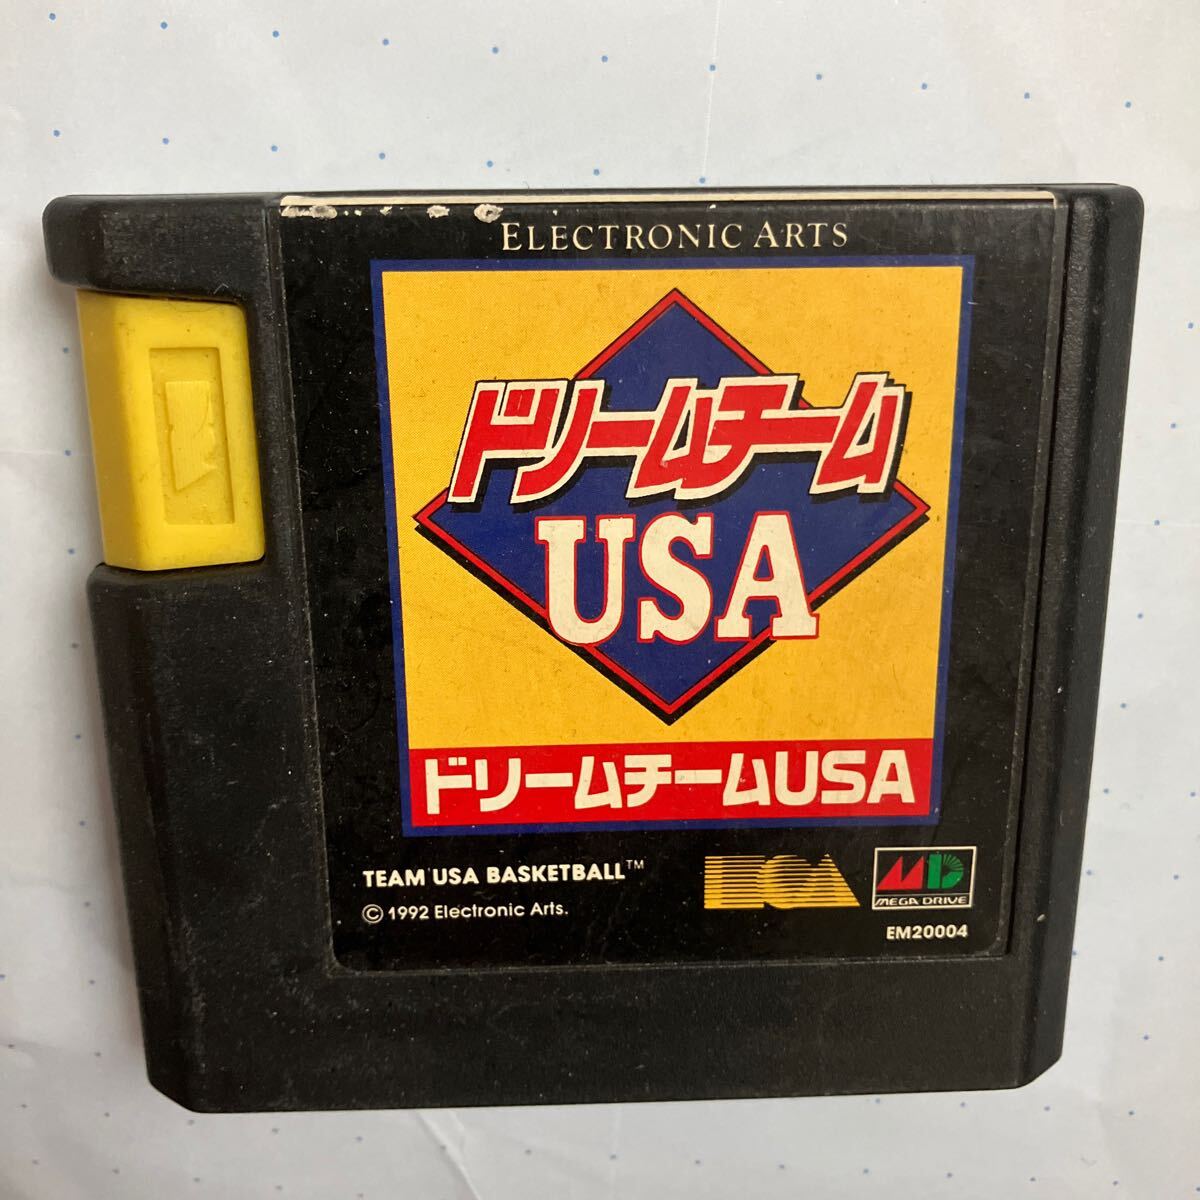 ELECTRONIC ARTS
ドリームチーム
USA
ドリームチームUSA
TEAM USA BASKETBALL™
© 1992 Electronic Arts.
ECA
MD
MEGA DRIVE
EM20004